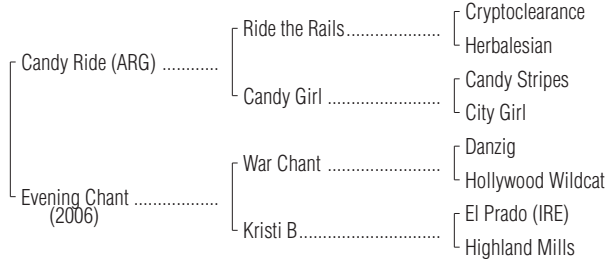 Cryptoclearance
Ride the Rails....................
Herbalesian
Candy Ride (ARG) ............
Candy Stripes
Candy Girl ........................
City Girl
Danzig
War Chant ........................
Hollywood Wildcat
Evening Chant ..................
(2006)
El Prado (IRE)
Kristi B..............................
Highland Mills